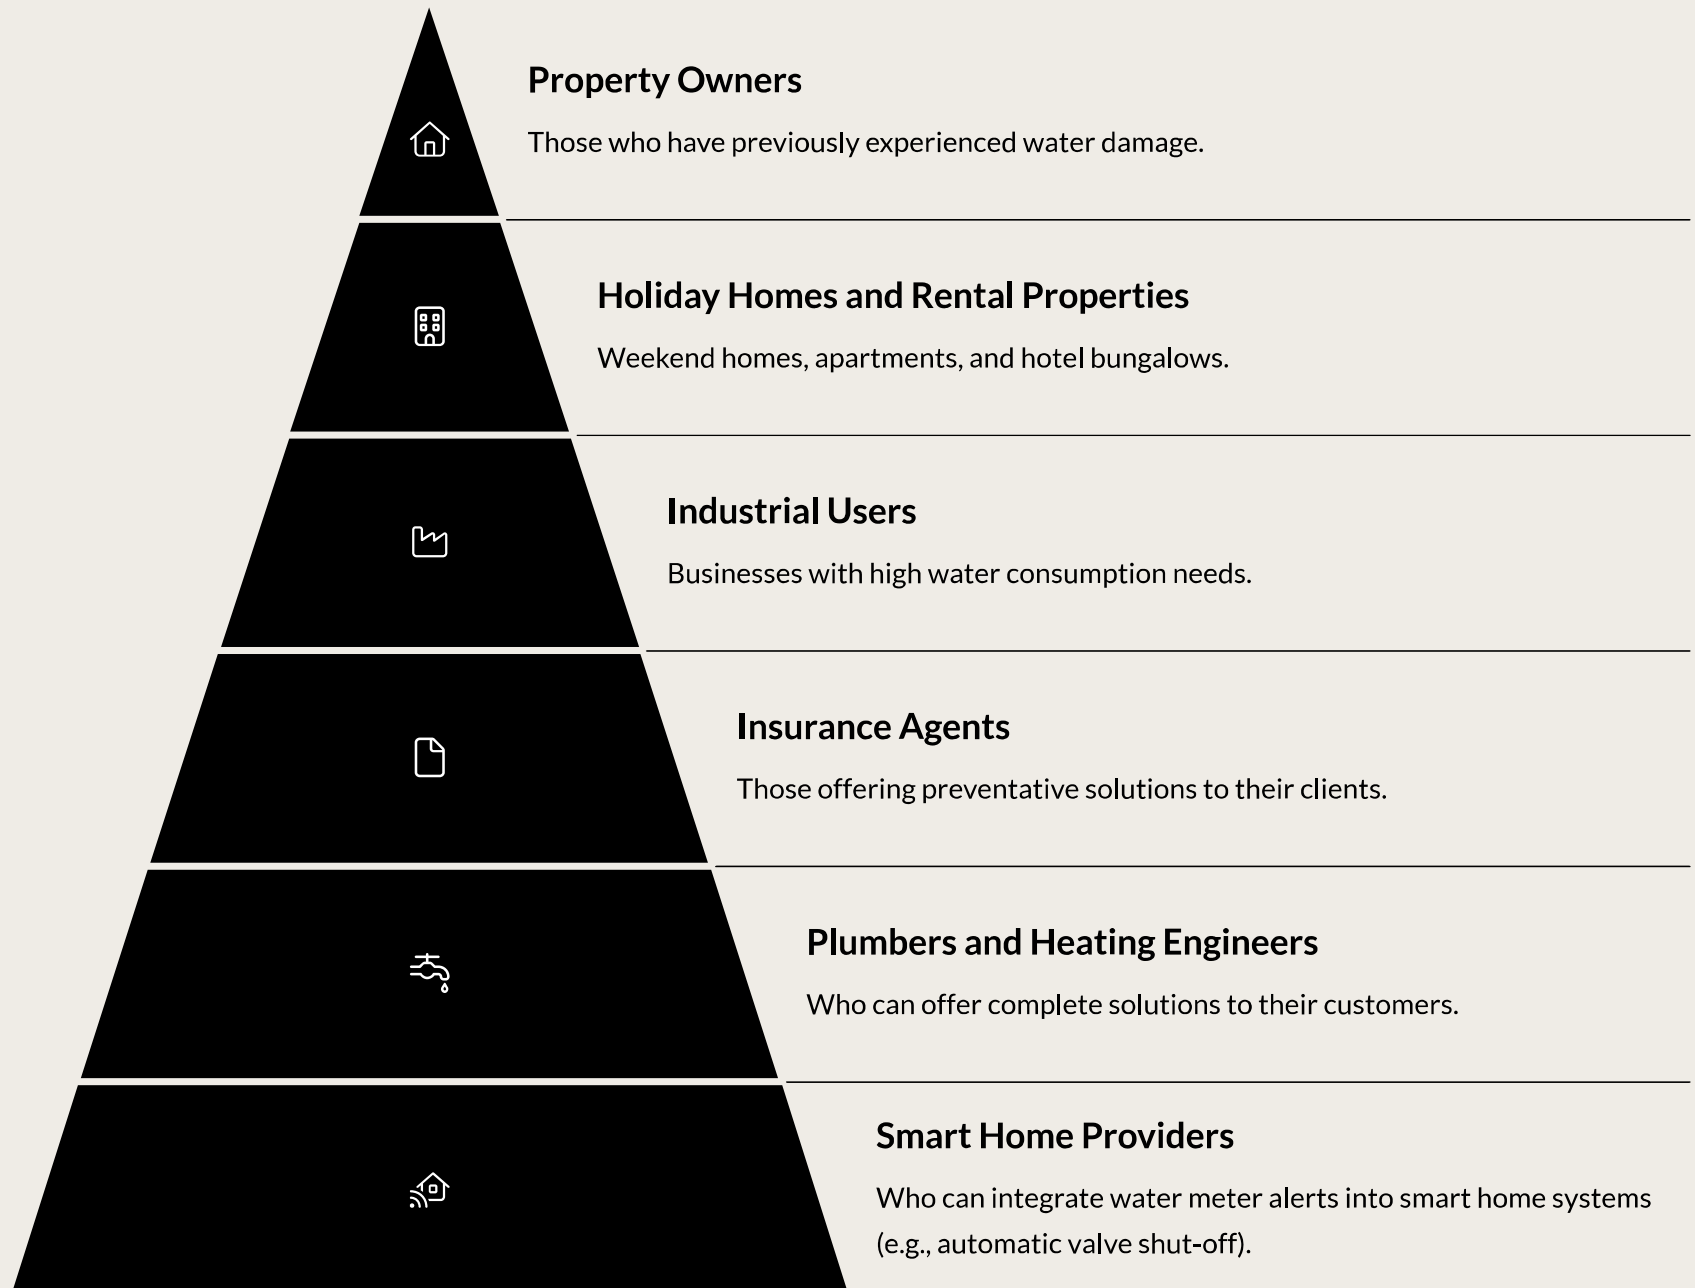 Property Owners
Those who have previously experienced water damage.
Holiday Homes and Rental Properties
Weekend homes, apartments, and hotel bungalows.
Industrial Users
Businesses with high water consumption needs.
Insurance Agents
Those offering preventative solutions to their clients.
Plumbers and Heating Engineers
Who can offer complete solutions to their customers.
Smart Home Providers
Who can integrate water meter alerts into smart home systems
(e.g., automatic valve shut-off).